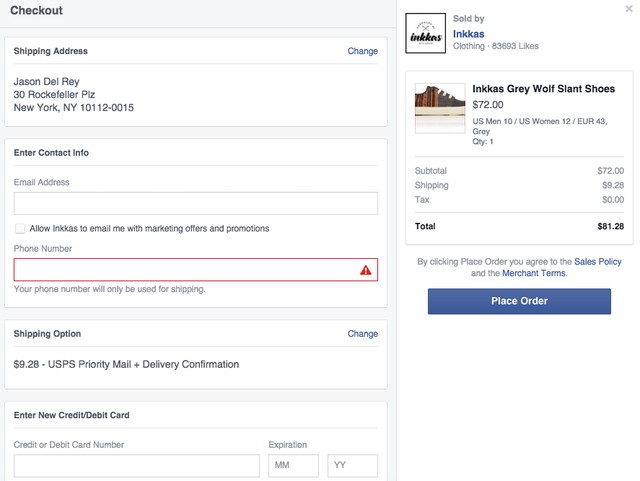 Checkout
Shipping Address
Change
Jason Del Rey
30 Rockefeller Plz
New York, NY 10112-0015
Enter Contact Info
Email Address
Allow Inkkas to email me with marketing offers and promotions
Phone Number
Your phone number will only be used for shipping.
Shipping Option
Change
$9.28 - USPS Priority Mail + Delivery Confirmation
Enter New Credit/Debit Card
Credit or Debit Card Number
Expiration
MM
YY
inkkas
Sold by
Inkkas
Clothing · 83693 Likes
Inkkas Grey Wolf Slant Shoes
$72.00
US Men 10 / US Women 12 / EUR 43,
Grey
Qty: 1
Subtotal $72.00
Shipping $9.28
Tax $0.00
Total $81.28
By clicking Place Order you agree to the Sales Policy
and the Merchant Terms.
Place Order